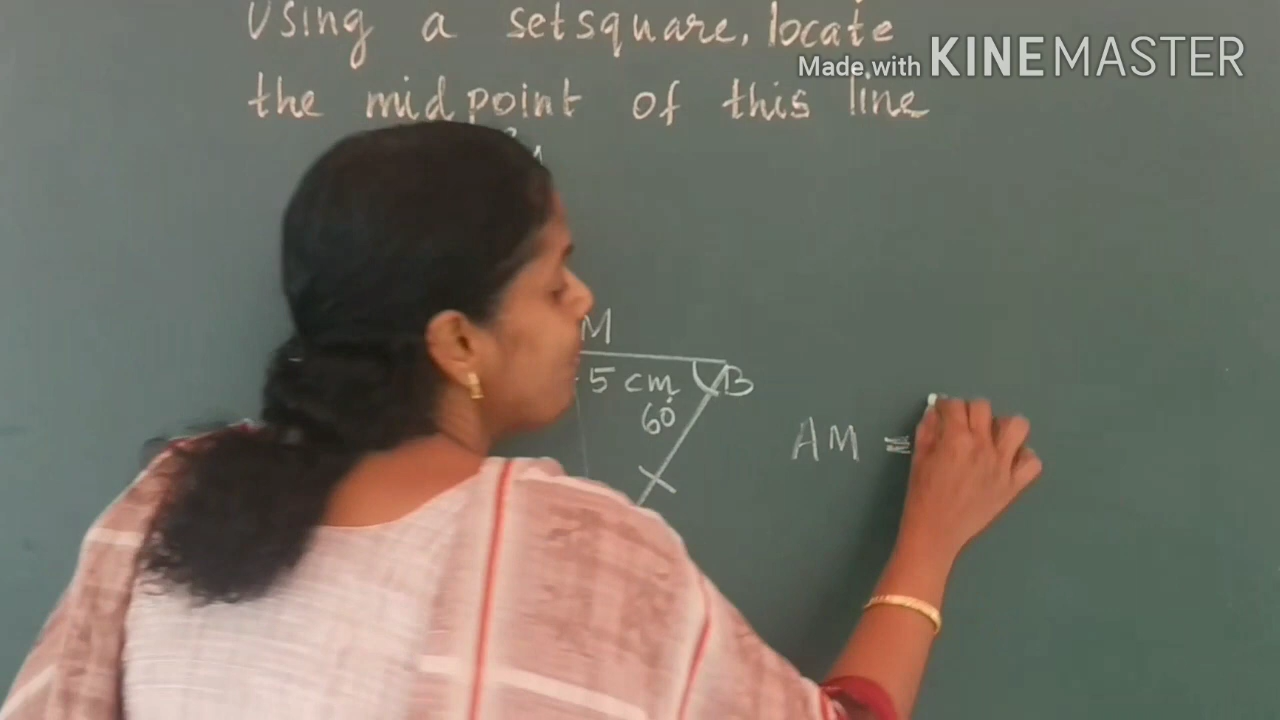 Using a setsquare, locate
Made with KINEMASTER
the midpoint of this line
M
5 cm
B
60°
AM =